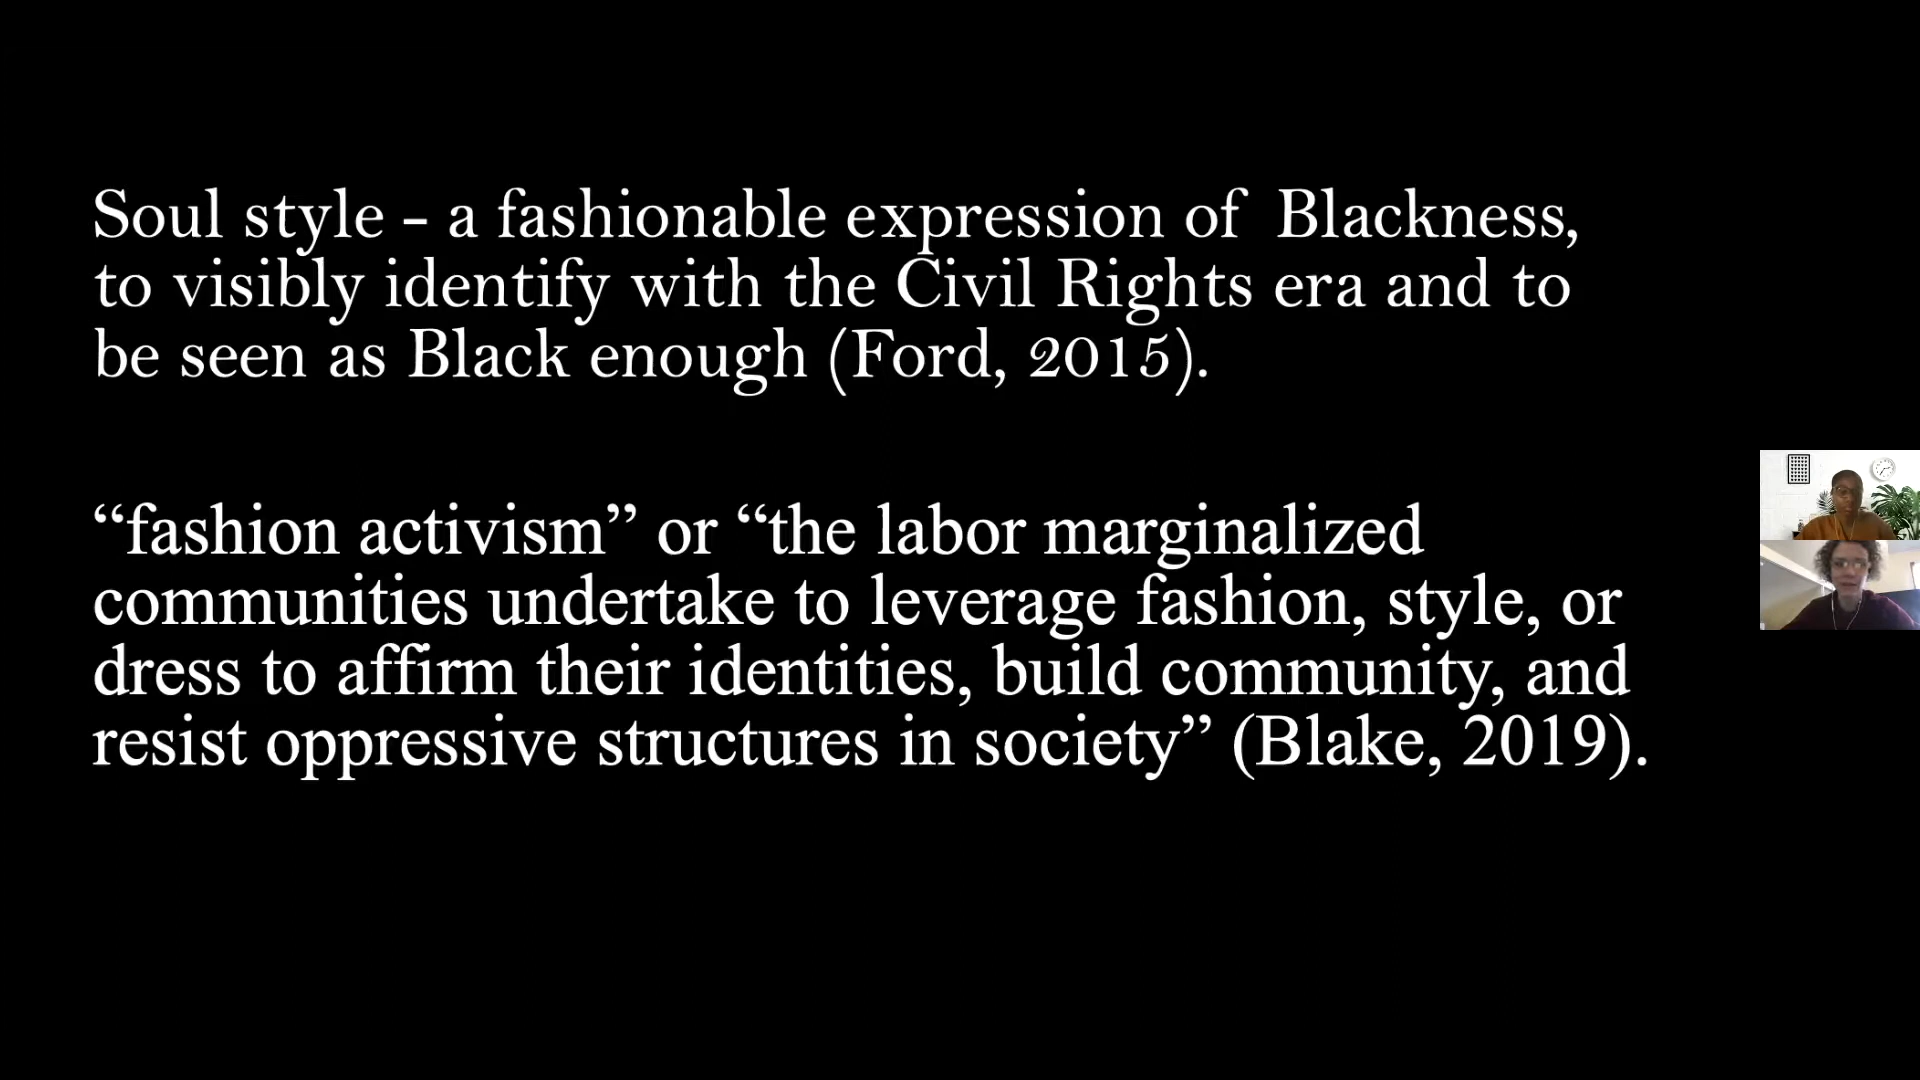 Soul style - a fashionable expression of Blackness,
to visibly identify with the Civil Rights era and to
be seen as Black enough (Ford, 2015).
“fashion activism” or “the labor marginalized
communities undertake to leverage fashion, style, or
dress to affirm their identities, build community, and
resist oppressive structures in society” (Blake, 2019).